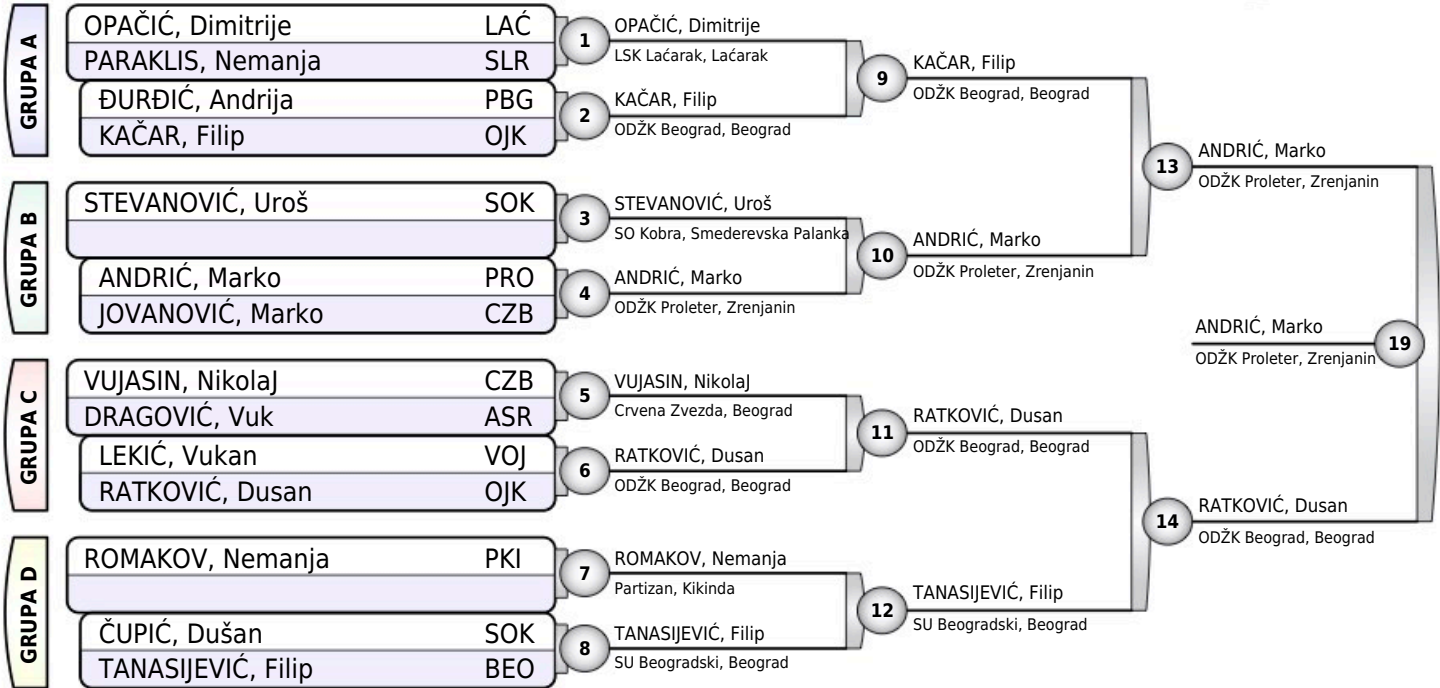 GRUPA A
OPAČIĆ, Dimitrije LAĆ
PARAKLIS, Nemanja SLR
ĐURĐIĆ, Andrija PBG
KAČAR, Filip OJK
GRUPA B
STEVANOVIĆ, Uroš SOK
ANDRIĆ, Marko PRO
JOVANOVIĆ, Marko CZB
GRUPA C
VUJASIN, NikolaJ CZB
DRAGOVIĆ, Vuk ASR
LEKIĆ, Vukan VOJ
RATKOVIĆ, Dusan OJK
GRUPA D
ROMAKOV, Nemanja PKI
ČUPIĆ, Dušan SOK
TANASIJEVIĆ, Filip BEO
1
OPAČIĆ, Dimitrije
LSK Laćarak, Laćarak
2
KAČAR, Filip
ODŽK Beograd, Beograd
3
STEVANOVIĆ, Uroš
SO Kobra, Smederevska Palanka
4
ANDRIĆ, Marko
ODŽK Proleter, Zrenjanin
5
VUJASIN, NikolaJ
Crvena Zvezda, Beograd
6
RATKOVIĆ, Dusan
ODŽK Beograd, Beograd
7
ROMAKOV, Nemanja
Partizan, Kikinda
8
TANASIJEVIĆ, Filip
SU Beogradski, Beograd
9
KAČAR, Filip
ODŽK Beograd, Beograd
10
ANDRIĆ, Marko
ODŽK Proleter, Zrenjanin
11
RATKOVIĆ, Dusan
ODŽK Beograd, Beograd
12
TANASIJEVIĆ, Filip
SU Beogradski, Beograd
13
ANDRIĆ, Marko
ODŽK Proleter, Zrenjanin
14
RATKOVIĆ, Dusan
ODŽK Beograd, Beograd
ANDRIĆ, Marko
ODŽK Proleter, Zrenjanin
19